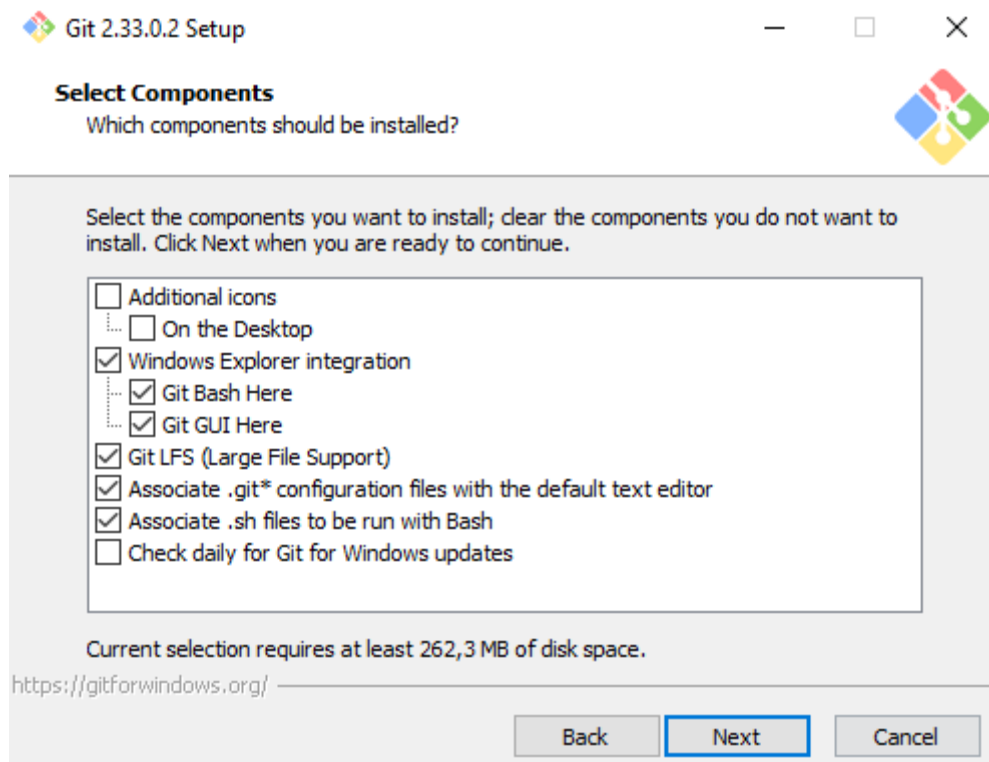 Git 2.33.0.2 Setup
Select Components
Which components should be installed?
Select the components you want to install; clear the components you do not want to
install. Click Next when you are ready to continue.
Additional icons
On the Desktop
Windows Explorer integration
Git Bash Here
Git GUI Here
Git LFS (Large File Support)
Associate .git* configuration files with the default text editor
Associate .sh files to be run with Bash
Check daily for Git for Windows updates
Current selection requires at least 262,3 MB of disk space.
https://gitforwindows.org/
Back Next Cancel